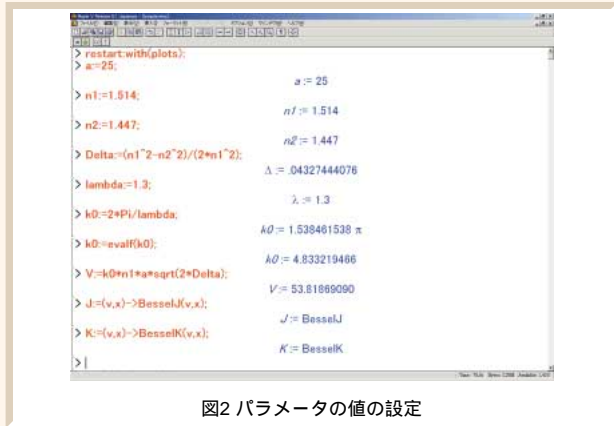 > restart:with(plots):
> a:=25;
a := 25
> n1:=1.514;
n1 := 1.514
> n2:=1.447;
n2 := 1.447
> Delta:=(n1^2-n2^2)/(2*n1^2);
Δ := .04327444076
> lambda:=1.3;
λ := 1.3
> k0:=2*Pi/lambda;
k0 := 1.538461538 π
> k0:=evalf(k0);
k0 := 4.833219466
> V:=k0*n1*a*sqrt(2*Delta);
V := 53.81869090
> J:=(v,x)->BesselJ(v,x);
J := BesselJ
> K:=(v,x)->BesselK(v,x);
K := BesselK
>
図2 パラメータの値の設定